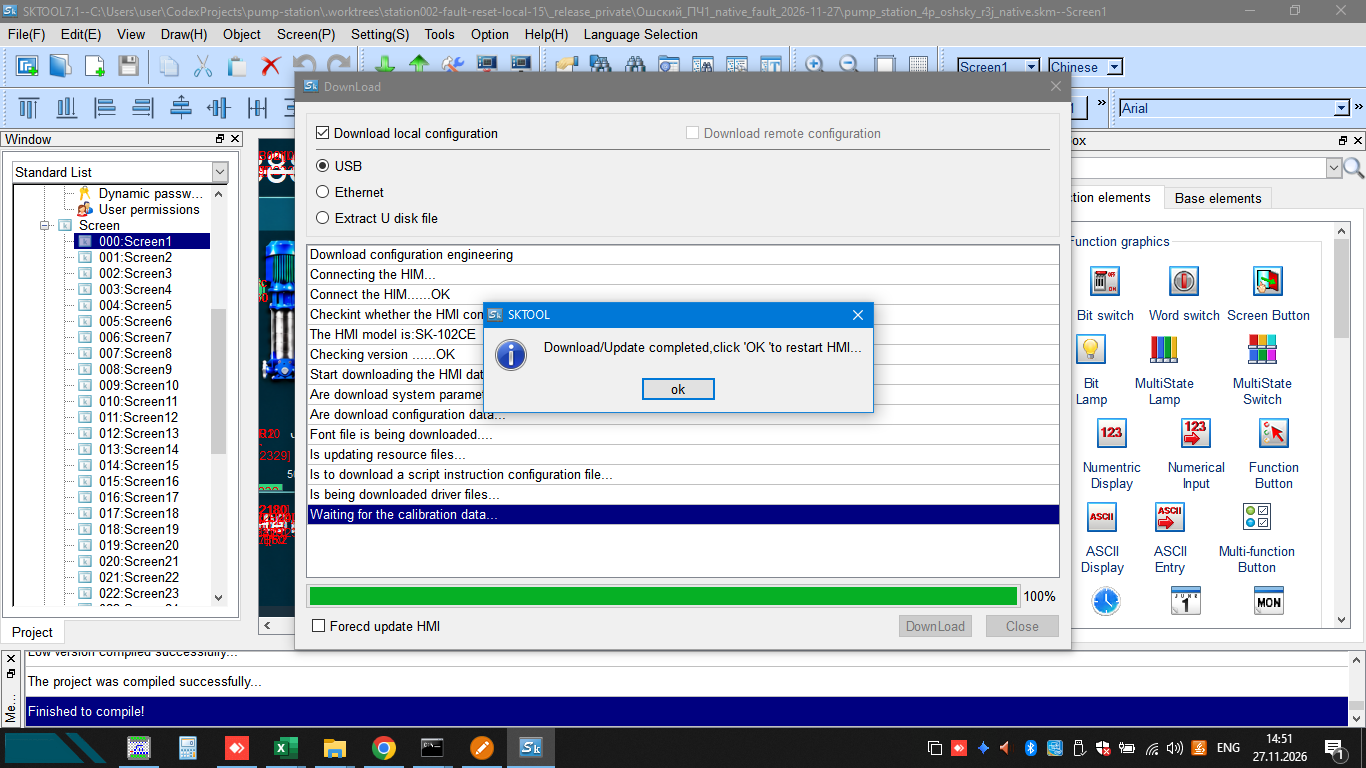 SKTOOL7.1--C:\Users\user\CodexProjects\pump-station\.worktrees\station002-fault-reset-local-15\_release_private\Ошский_ПЧ1_native_fault_2026-11-27\pump_station_4p_oshsky_r3j_native.skm--Screen1
File(F) Edit(E) View Draw(H) Object Screen(P) Setting(S) Tools Option Help(H) Language Selection
Screen1 Chinese
Arial
Window
Standard List
Dynamic passw...
User permissions
Screen
000:Screen1
001:Screen2
002:Screen3
003:Screen4
004:Screen5
005:Screen6
006:Screen7
007:Screen8
008:Screen9
009:Screen10
010:Screen11
011:Screen12
012:Screen13
013:Screen14
014:Screen15
015:Screen16
016:Screen17
017:Screen18
018:Screen19
019:Screen20
020:Screen21
021:Screen22
022:Screen23
Project
DownLoad
Download local configuration
Download remote configuration
USB
Ethernet
Extract U disk file
Download configuration engineering
Connecting the HIM...
Connect the HIM......OK
Checkint whether the HMI con
The HMI model is:SK-102CE
Checking version ......OK
Start downloading the HMI dat
Are download system parame
Are download configuration data...
Font file is being downloaded....
Is updating resource files...
Is to download a script instruction configuration file...
Is being downloaded driver files...
Waiting for the calibration data...
100%
Forecd update HMI
DownLoad Close
SKTOOL
Download/Update completed,click 'OK 'to restart HMI...
ok
ox
ction elements Base elements
Function graphics
Bit switch Word switch Screen Button
Bit Lamp
MultiState Lamp
MultiState Switch
123
123
Numentric Display
Numerical Input
Function Button
ASCII
ASCII
ASCII Display
ASCII Entry
Multi-function Button
JUNE
1
MON
Low version compiled successfully...
The project was compiled successfully...
Finished to compile!
Me...
ENG
14:51
27.11.2026
1